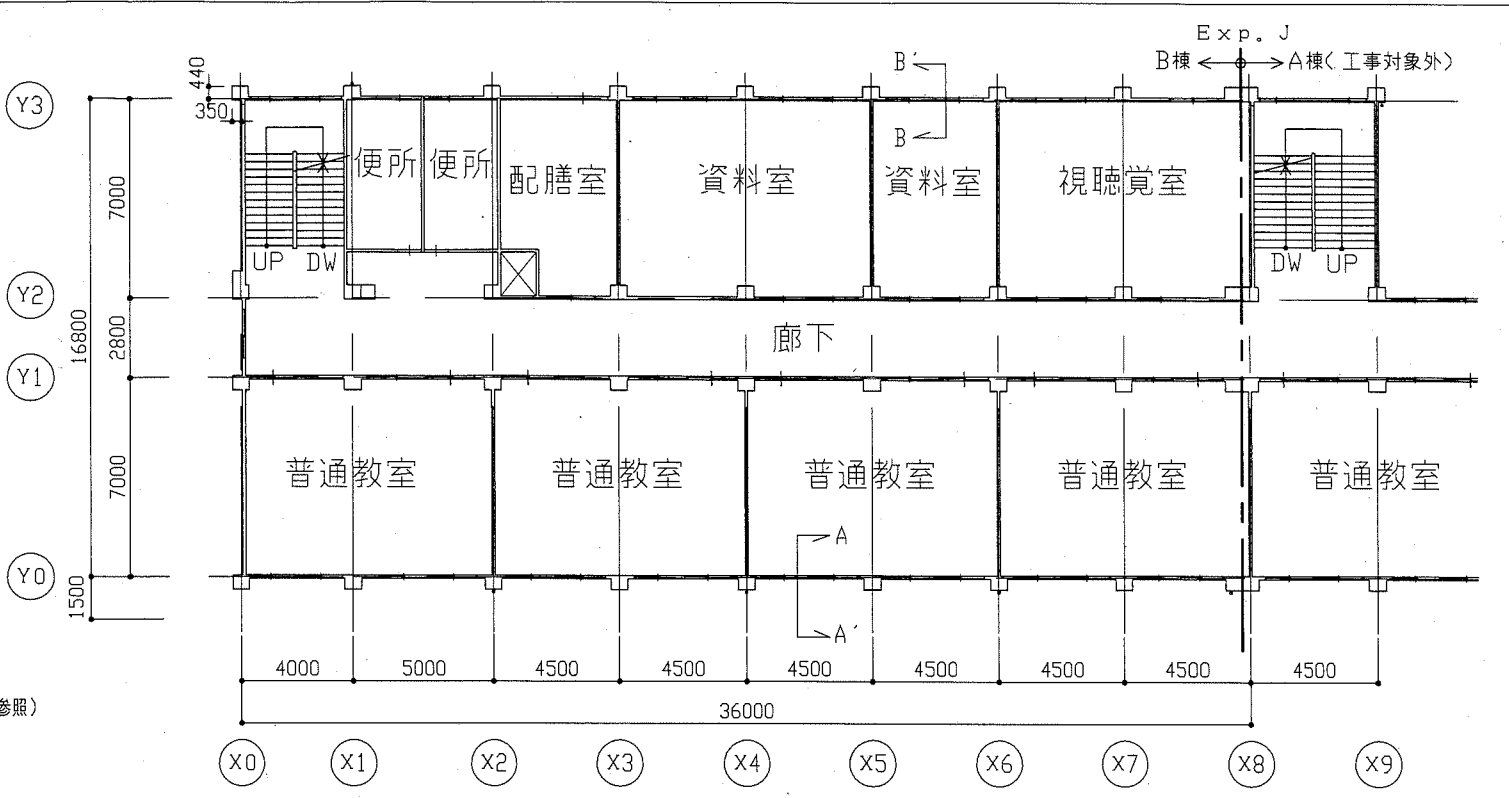 Exp. J
B棟 A棟(工事対象外)
440
B´
Y3
350
B
便所 便所 配膳室 資料室 資料室 視聴覚室
7000
UP DW
DW UP
Y2
16800
2800
廊下
Y1
7000
普通教室 普通教室 普通教室 普通教室 普通教室
A
Y0
1500
A´
4000 5000 4500 4500 4500 4500 4500 4500 4500
参照)
36000
X0 X1 X2 X3 X4 X5 X6 X7 X8 X9